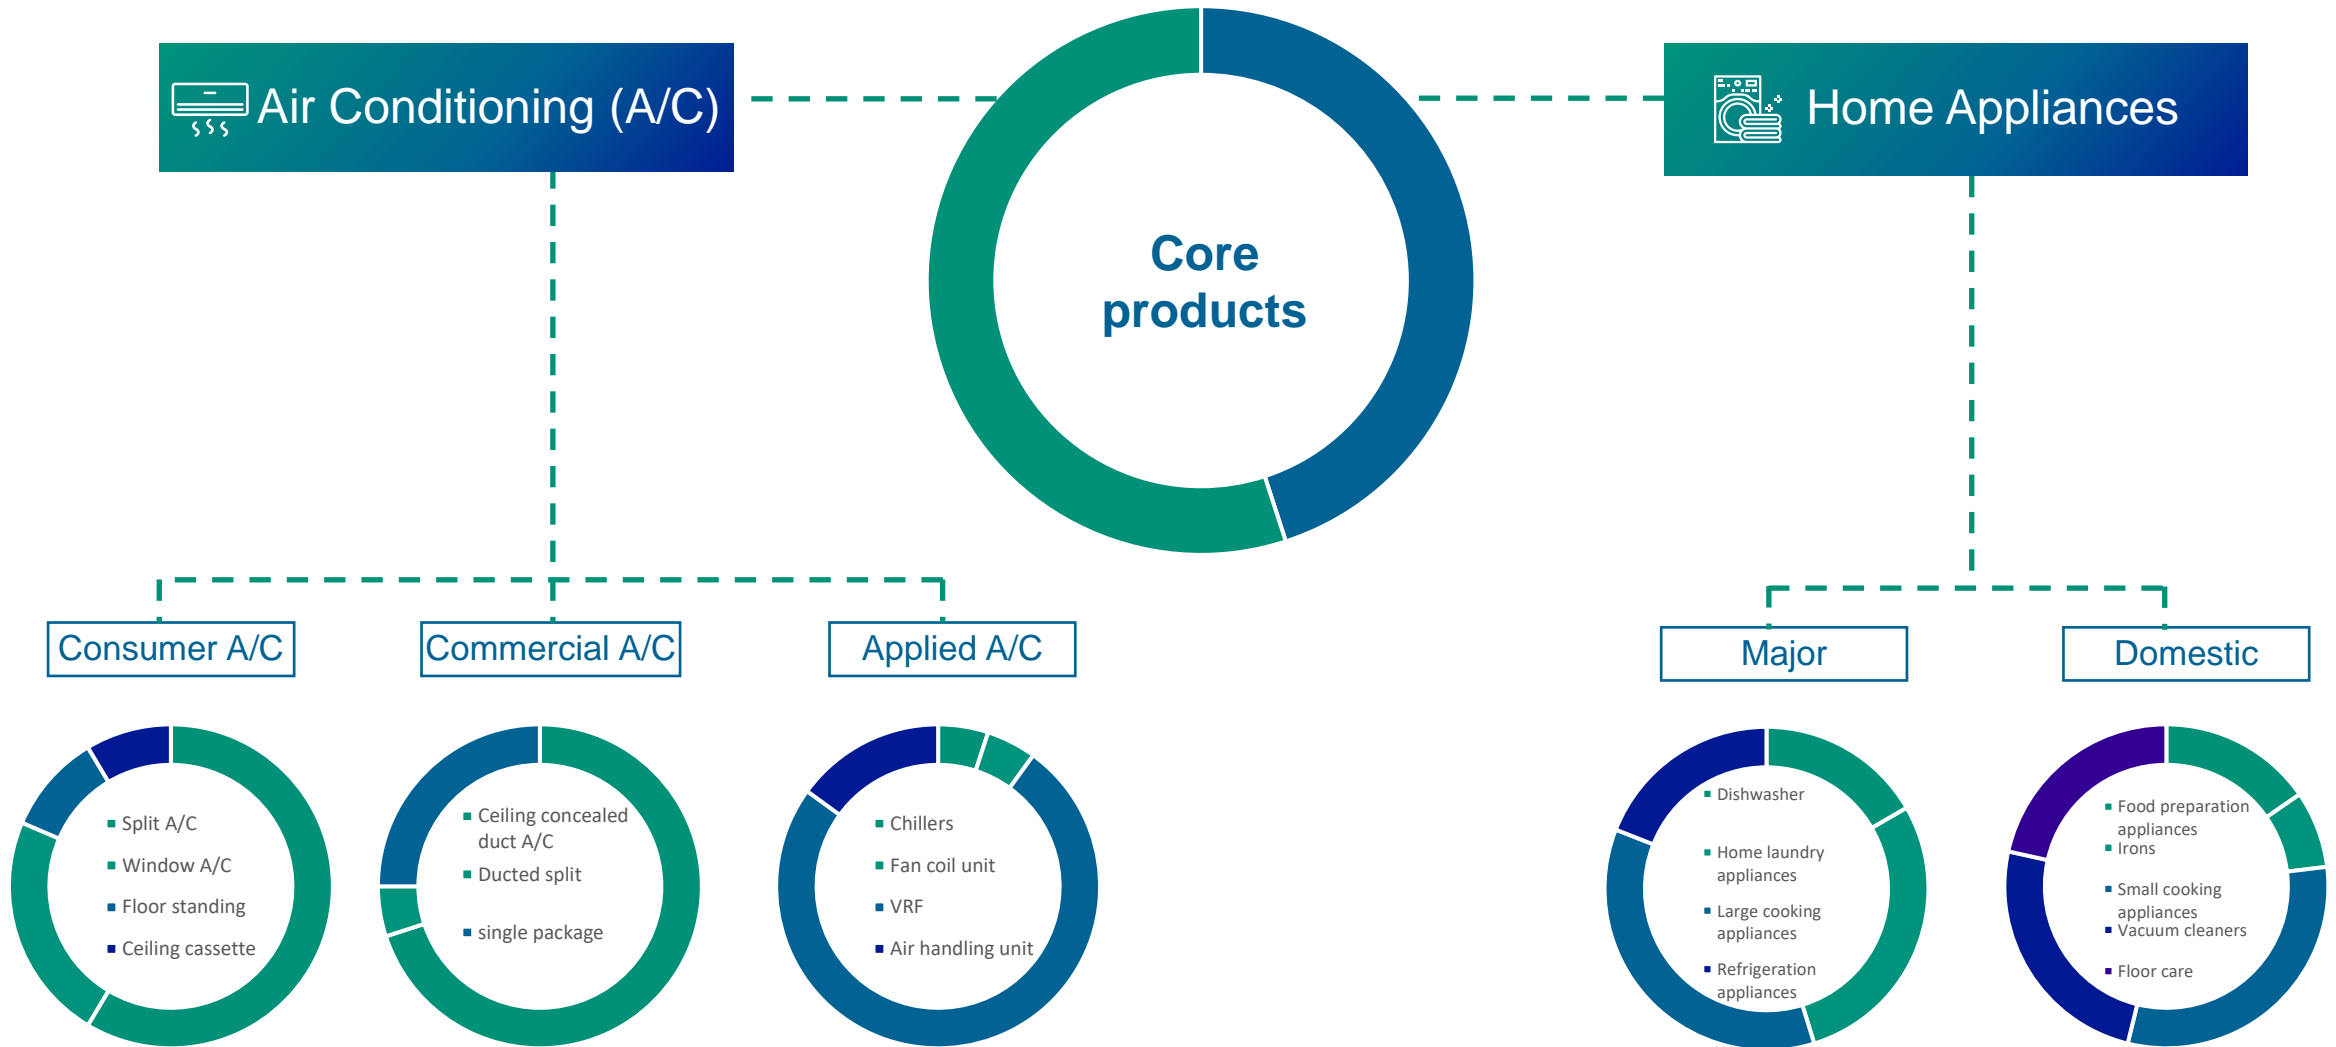 Air Conditioning (A/C)
Home Appliances
Core
products
Consumer A/C
Commercial A/C
Applied A/C
Major
Domestic
Split A/C
Window A/C
Floor standing
Ceiling cassette
Ceiling concealed
duct A/C
Ducted split
single package
Chillers
Fan coil unit
VRF
Air handling unit
Dishwasher
Home laundry
appliances
Large cooking
appliances
Refrigeration
appliances
Food preparation
appliances
Irons
Small cooking
appliances
Vacuum cleaners
Floor care